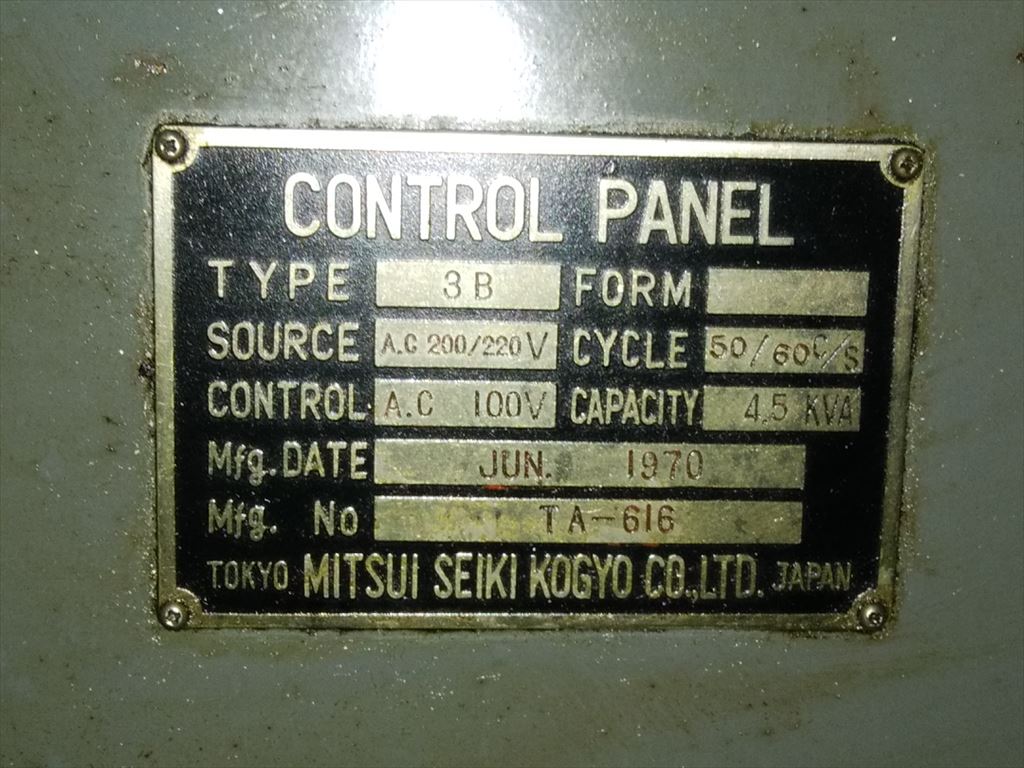 CONTROL PANEL
TYPE 3B FORM
SOURCE A.C 200/220V CYCLE 50/60C/S
CONTROL A.C 100V CAPACITY 4.5 KVA
Mfg. DATE JUN. 1970
Mfg. No TA-616
TOKYO MITSUI SEIKI KOGYO CO.,LTD. JAPAN